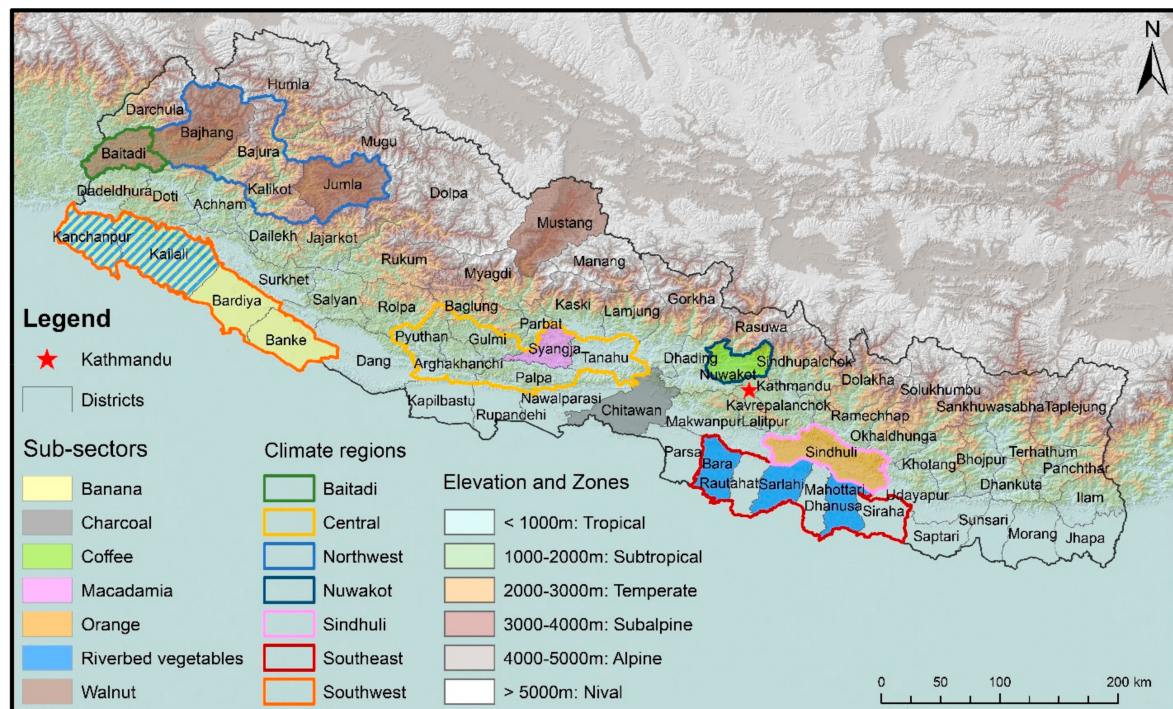 N
Humla
Darchula
Bajhang
Mugu
Baitadi
Bajura
Jumla
Dolpa
Kalikot
Dadeldhura
Doti
Achham
Mustang
Dailekh
Jajarkot
Kanchanpur
Kailali
Rukum
Manang
Myagdi
Surkhet
Salyan
Rolpa
Baglung
Kaski
Lamjung
Gorkha
Bardiya
Parbat
Rasuwa
Pyuthan
Gulmi
Syangja
Tanahu
Banke
Dang
Arghakhanchi
Dhading
Sindhupalchok
Nuwakot
Dolakha
Palpa
Kathmandu
Solukhumbu
Kapilbastu
Nawalparasi
Chitawan
Kavrepalanchok
Sankhuwasabha
Taplejung
Rupandehi
Makwanpur
Lalitpur
Ramechhap
Okhaldhunga
Parsa
Bara
Sindhuli
Khotang
Bhojpur
Terhathum
Panchthar
Rautahat
Sarlahi
Mahottari
Dhankuta
Udayapur
Ilam
Dhanusa
Siraha
Saptari
Sunsari
Morang
Jhapa
Legend
Kathmandu
Districts
Sub-sectors
Banana
Charcoal
Coffee
Macadamia
Orange
Riverbed vegetables
Walnut
Climate regions
Baitadi
Central
Northwest
Nuwakot
Sindhuli
Southeast
Southwest
Elevation and Zones
< 1000m: Tropical
1000-2000m: Subtropical
2000-3000m: Temperate
3000-4000m: Subalpine
4000-5000m: Alpine
> 5000m: Nival
0 50 100 200 km